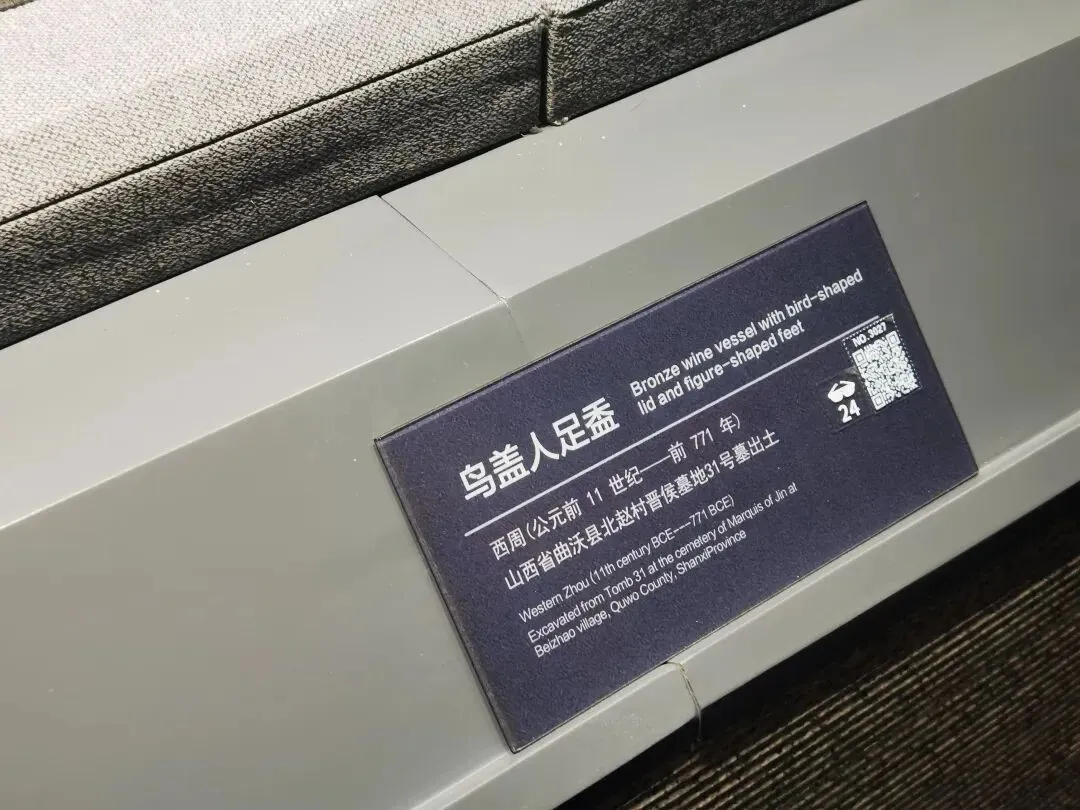 鸟盖人足盉
Bronze wine vessel with bird-shaped
lid and figure-shaped feet
NO.3027
24
西周(公元前 11 世纪——前 771 年)
山西省曲沃县北赵村晋侯墓地31号墓出土
Western Zhou (11th century BCE---771 BCE)
Excavated from Tomb 31 at the cemetery of Marquis of Jin at
Beizhao village, Quwo County, ShanxiProvince